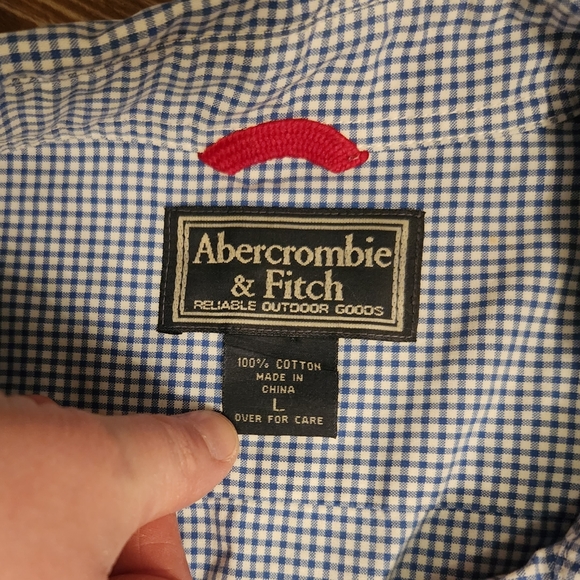 Abercrombie
& Fitch
RELIABLE OUTDOOR GOODS
100% COTTON
MADE IN
CHINA
L
OVER FOR CARE